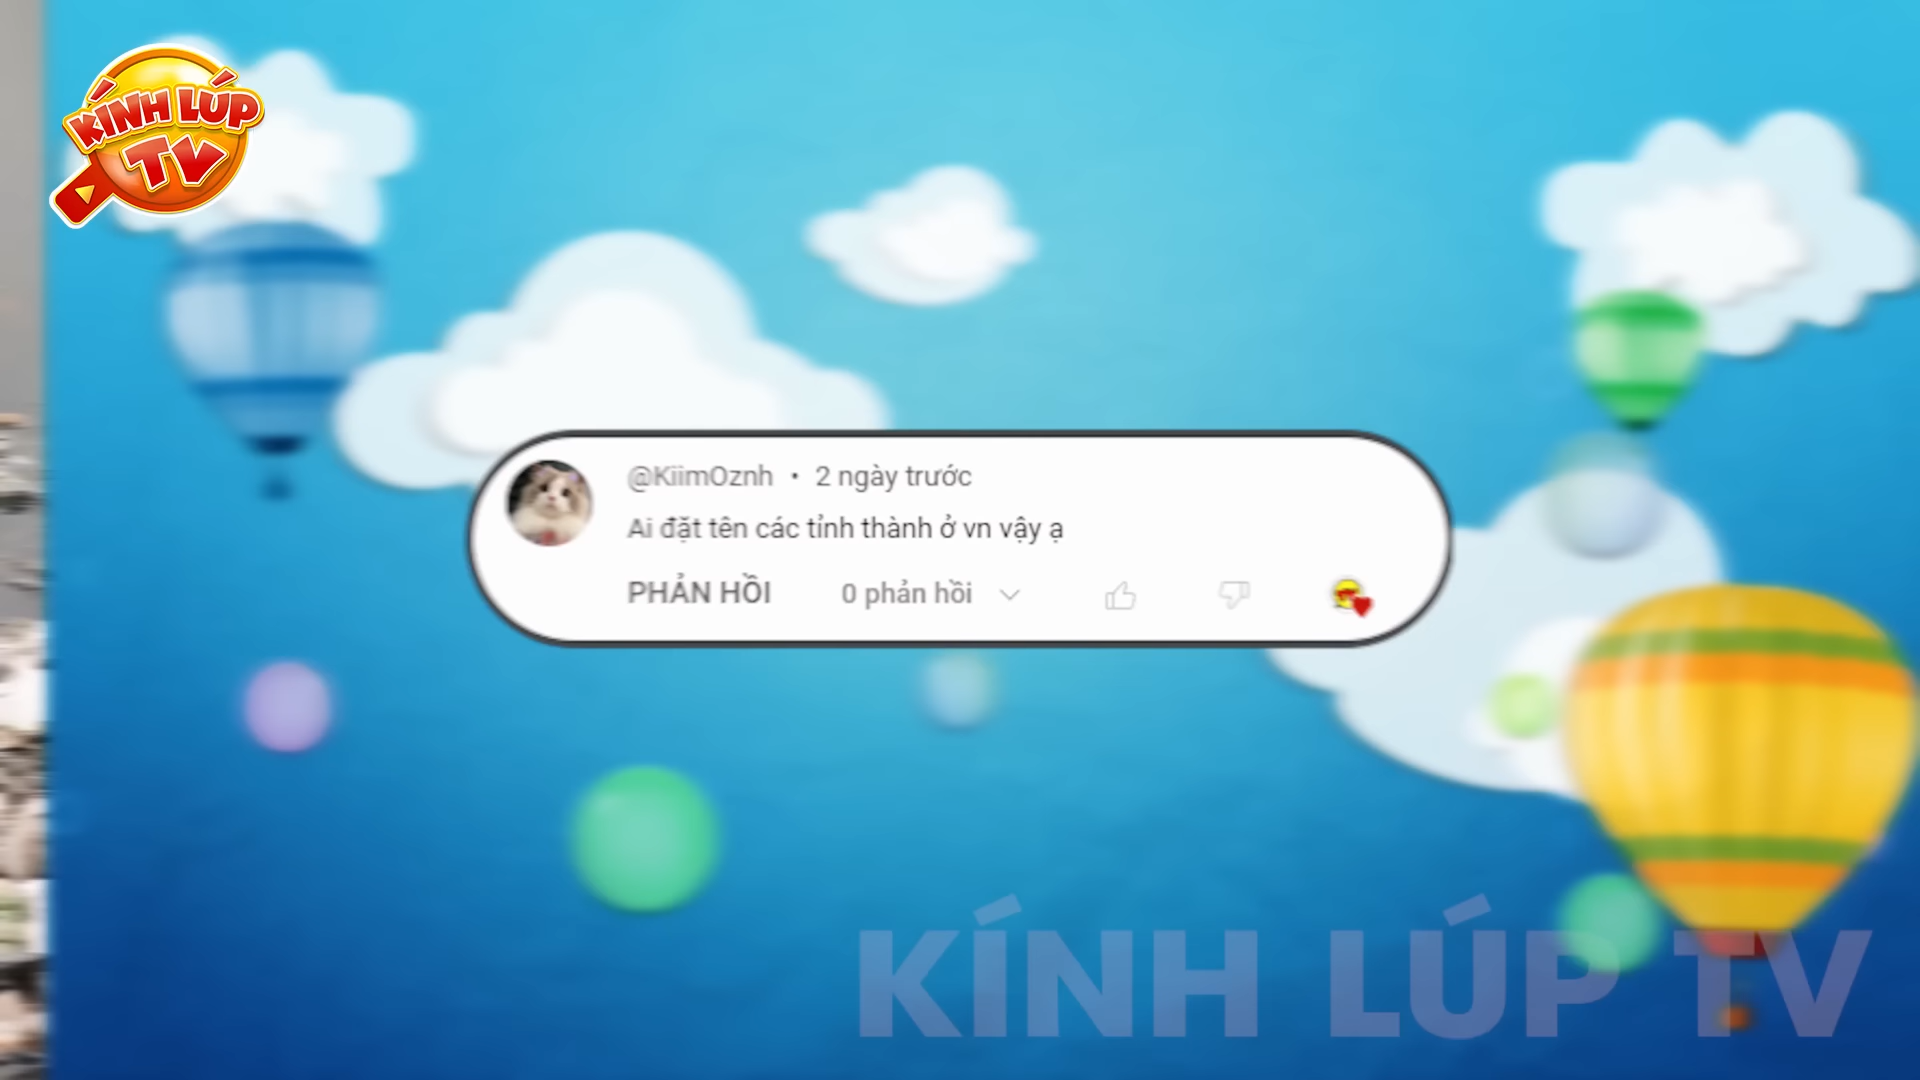 KÍNH LÚP
TV
@KiimOznh • 2 ngày trước
Ai đặt tên các tỉnh thành ở vn vậy ạ
PHẢN HỒI 0 phản hồi
KÍNH LÚP TV